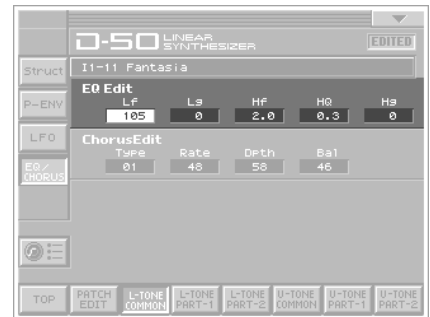 D-50 LINEAR SYNTHESIZER EDITED
I1-11 Fantasia
Struct
P-ENV
LFO
EQ/
CHORUS
TOP
EQ Edit
Lf Lg Hf HQ Hg
105 0 2.0 0.3 0
ChorusEdit
Type Rate Dpth Bal
01 48 58 46
PATCH EDIT L-TONE COMMON L-TONE PART-1 L-TONE PART-2 U-TONE COMMON U-TONE PART-1 U-TONE PART-2